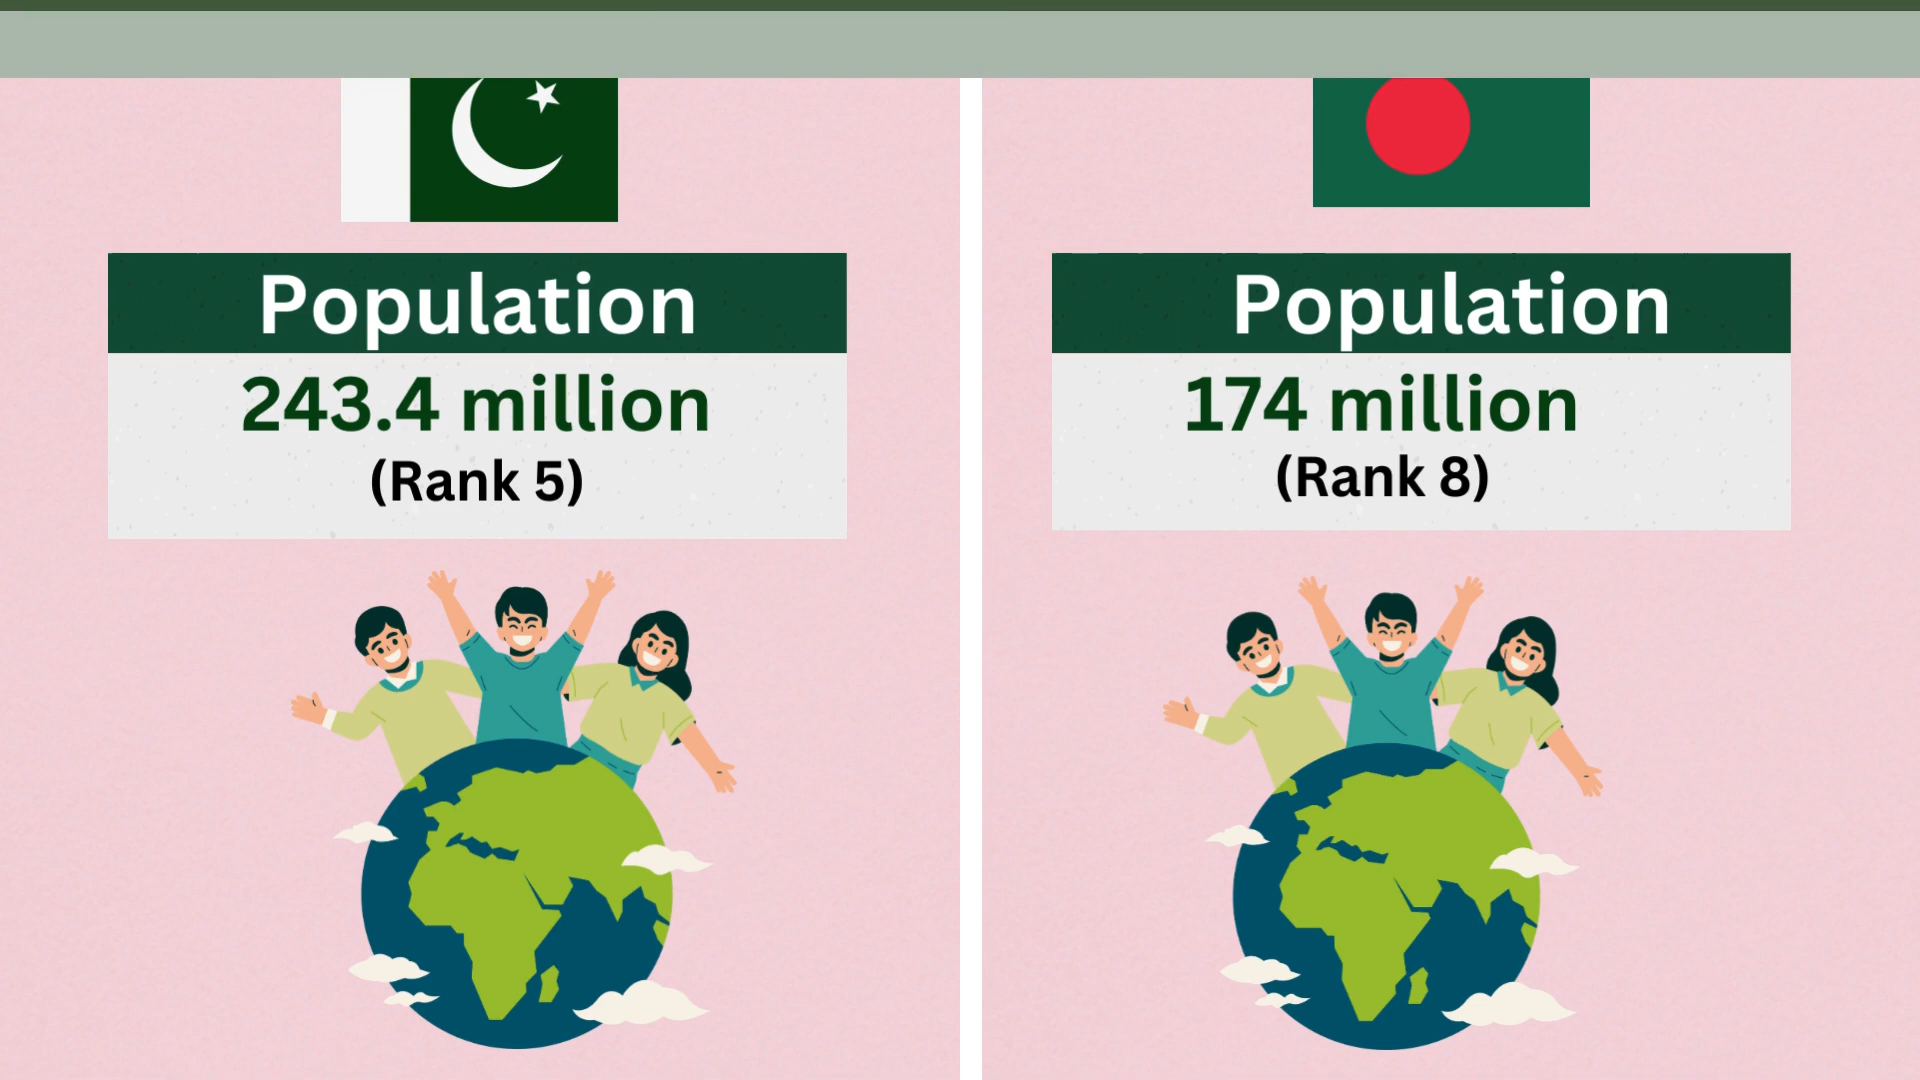 Population
243.4 million
(Rank 5)
Population
174 million
(Rank 8)